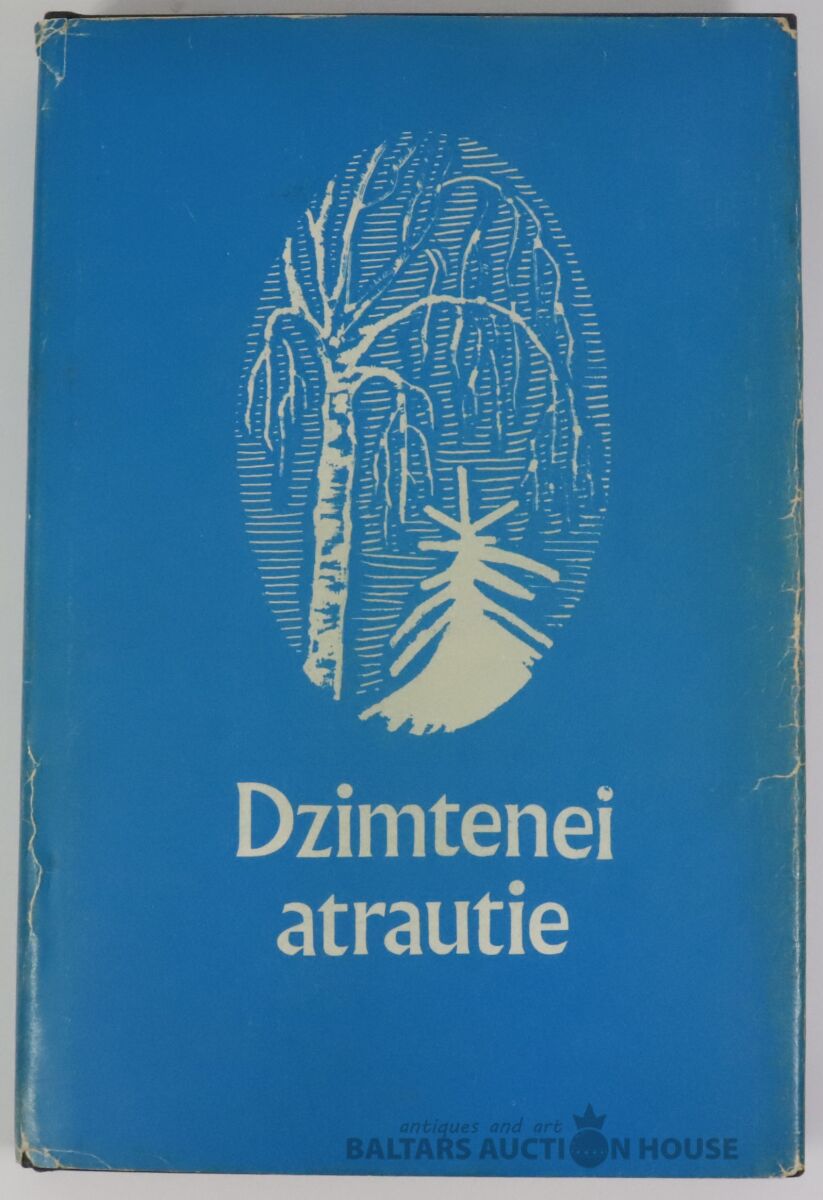 Dzimtenei
atrautie
antiques and art
BALTARS AUCTION HOUSE